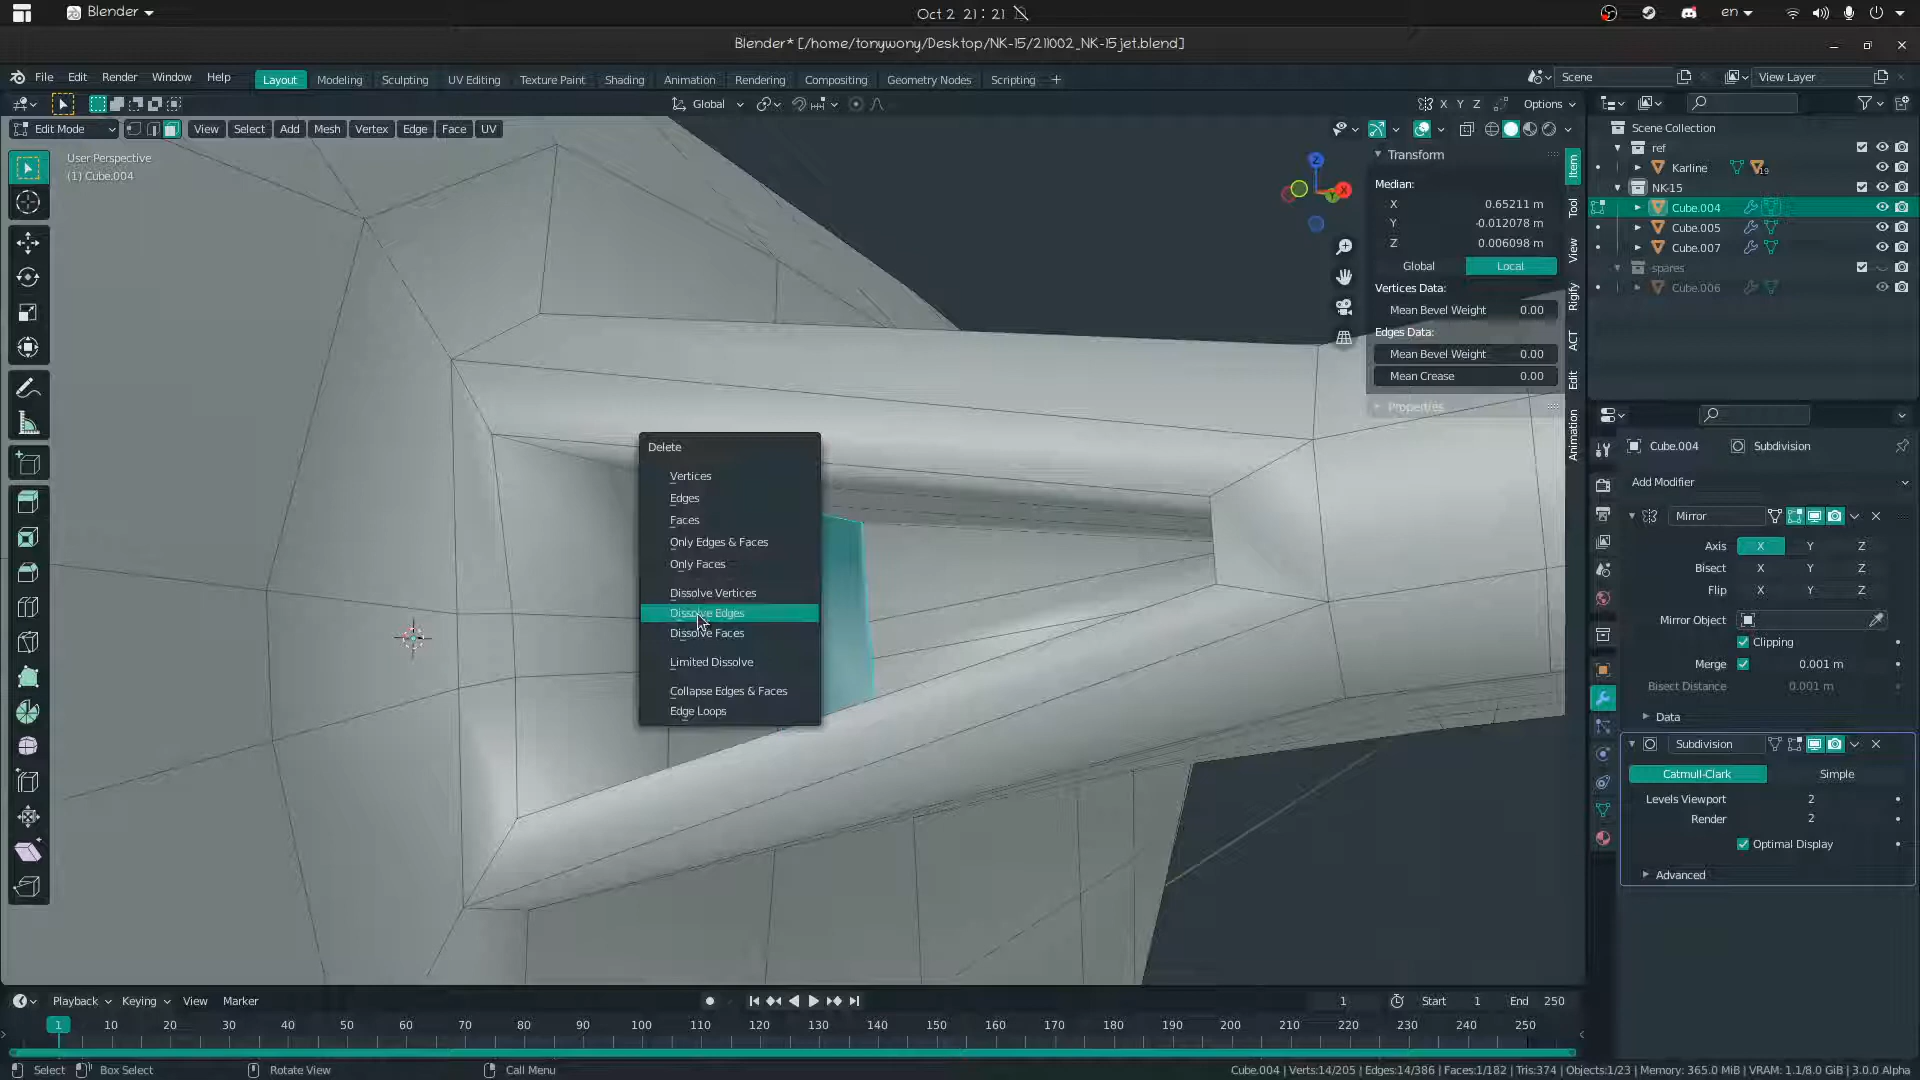 Blender
Oct 2 21:21
en
Blender* [/home/tonywony/Desktop/NK-15/211002_NK-15jet.blend]
File Edit Render Window Help
Layout Modeling Sculpting UV Editing Texture Paint Shading Animation Rendering Compositing Geometry Nodes Scripting +
Scene
View Layer
Global
X Y Z
Options
Edit Mode
View Select Add Mesh Vertex Edge Face UV
User Perspective
(1) Cube.004
Transform
Median:
X 0.65211 m
Y -0.012078 m
Z 0.006098 m
Global Local
Vertices Data:
Mean Bevel Weight 0.00
Edges Data:
Mean Bevel Weight 0.00
Mean Crease 0.00
Properties
Item
Tool
View
Rigify
ACT
Edit
Animation
Z
X
Y
Delete
Vertices
Edges
Faces
Only Edges & Faces
Only Faces
Dissolve Vertices
Dissolve Edges
Dissolve Faces
Limited Dissolve
Collapse Edges & Faces
Edge Loops
Scene Collection
ref
Karline
19
NK-15
Cube.004
Cube.005
Cube.007
spares
Cube.006
Cube.004 Subdivision
Add Modifier
Mirror
Axis X Y Z
Bisect X Y Z
Flip X Y Z
Mirror Object
Clipping
Merge 0.001 m
Bisect Distance 0.001 m
Data
Subdivision
Catmull-Clark Simple
Levels Viewport 2
Render 2
Optimal Display
Advanced
Playback Keying View Marker
1 Start 1 End 250
1 10 20 30 40 50 60 70 80 90 100 110 120 130 140 150 160 170 180 190 200 210 220 230 240 250
Select Box Select Rotate View Call Menu
Cube.004 | Verts:14/205 | Edges:14/386 | Faces:1/182 | Tris:374 | Objects:1/23 | Memory: 365.0 MiB | VRAM: 1.1/8.0 GiB | 3.0.0 Alpha